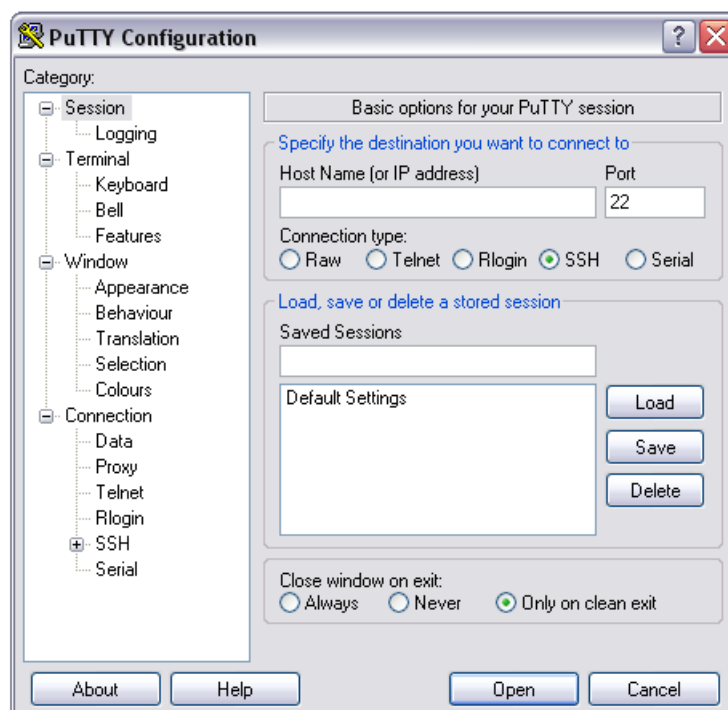 PuTTY Configuration
?
Category:
Session
Logging
Terminal
Keyboard
Bell
Features
Window
Appearance
Behaviour
Translation
Selection
Colours
Connection
Data
Proxy
Telnet
Rlogin
SSH
Serial
Basic options for your PuTTY session
Specify the destination you want to connect to
Host Name (or IP address) Port
22
Connection type:
Raw Telnet Rlogin SSH Serial
Load, save or delete a stored session
Saved Sessions
Default Settings
Load
Save
Delete
Close window on exit:
Always Never Only on clean exit
About Help Open Cancel